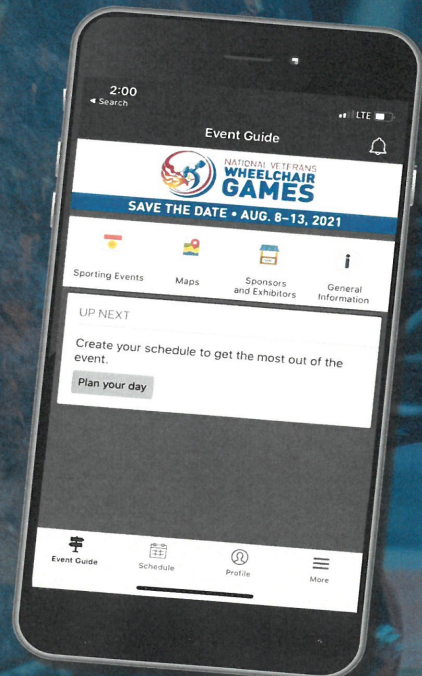 2:00
◀ Search
LTE
Event Guide
NATIONAL VETERANS
WHEELCHAIR
GAMES
SAVE THE DATE • AUG. 8–13, 2021
Sporting Events
Maps
Sponsors
and Exhibitors
General
Information
UP NEXT
Create your schedule to get the most out of the
event.
Plan your day
Event Guide
Schedule
Profile
More